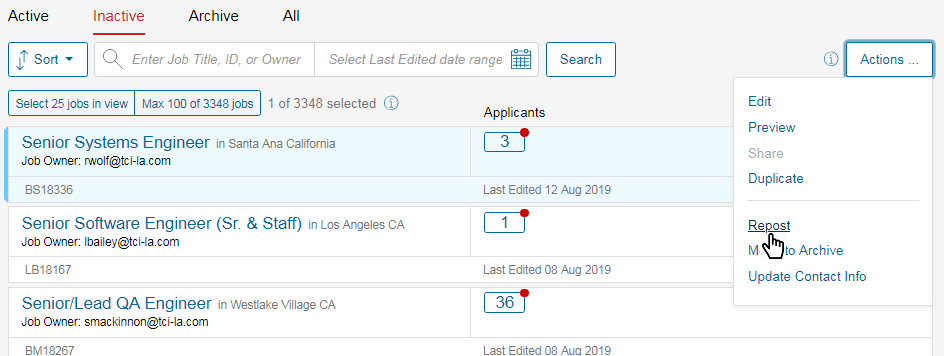 Active Inactive Archive All
Sort Enter Job Title, ID, or Owner Select Last Edited date range Search Actions ...
Select 25 jobs in view Max 100 of 3348 jobs 1 of 3348 selected
Applicants
Edit
Preview
Share
Duplicate
Repost
to Archive
Update Contact Info
Senior Systems Engineer in Santa Ana California 3
Job Owner: rwolf@tci-la.com
BS18336 Last Edited 12 Aug 2019
Senior Software Engineer (Sr. & Staff) in Los Angeles CA 1
Job Owner: lbailey@tci-la.com
LB18167 Last Edited 08 Aug 2019
Senior/Lead QA Engineer in Westlake Village CA 36
Job Owner: smackinnon@tci-la.com
BM18267 Last Edited 08 Aug 2019